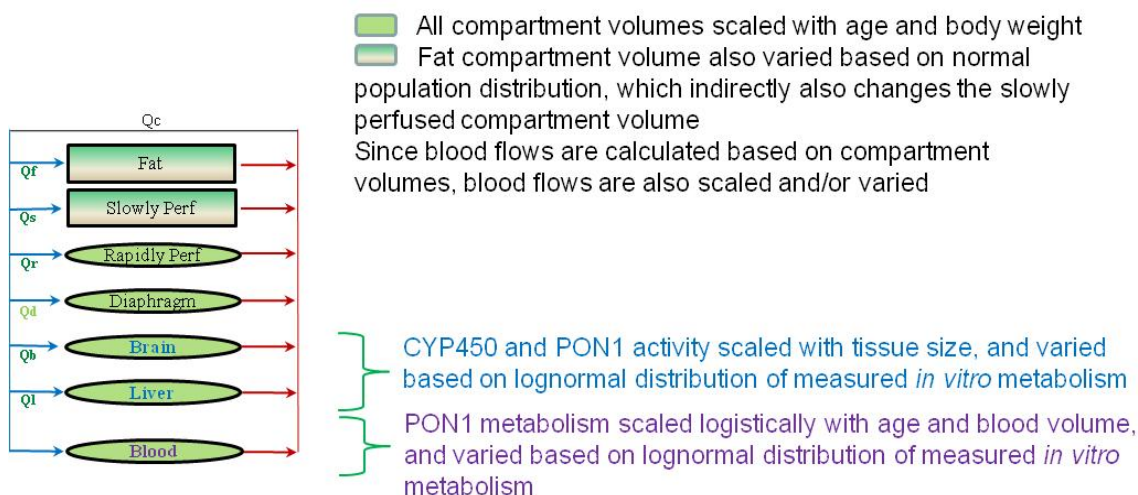 All compartment volumes scaled with age and body weight
Fat compartment volume also varied based on normal
population distribution, which indirectly also changes the slowly
perfused compartment volume
Since blood flows are calculated based on compartment
volumes, blood flows are also scaled and/or varied
Qc
Fat
Qf
Slowly Perf
Qs
Rapidly Perf
Qr
Diaphragm
Qd
Brain
Qb
Liver
Ql
Blood
CYP450 and PON1 activity scaled with tissue size, and varied
based on lognormal distribution of measured in vitro metabolism
PON1 metabolism scaled logistically with age and blood volume,
and varied based on lognormal distribution of measured in vitro
metabolism